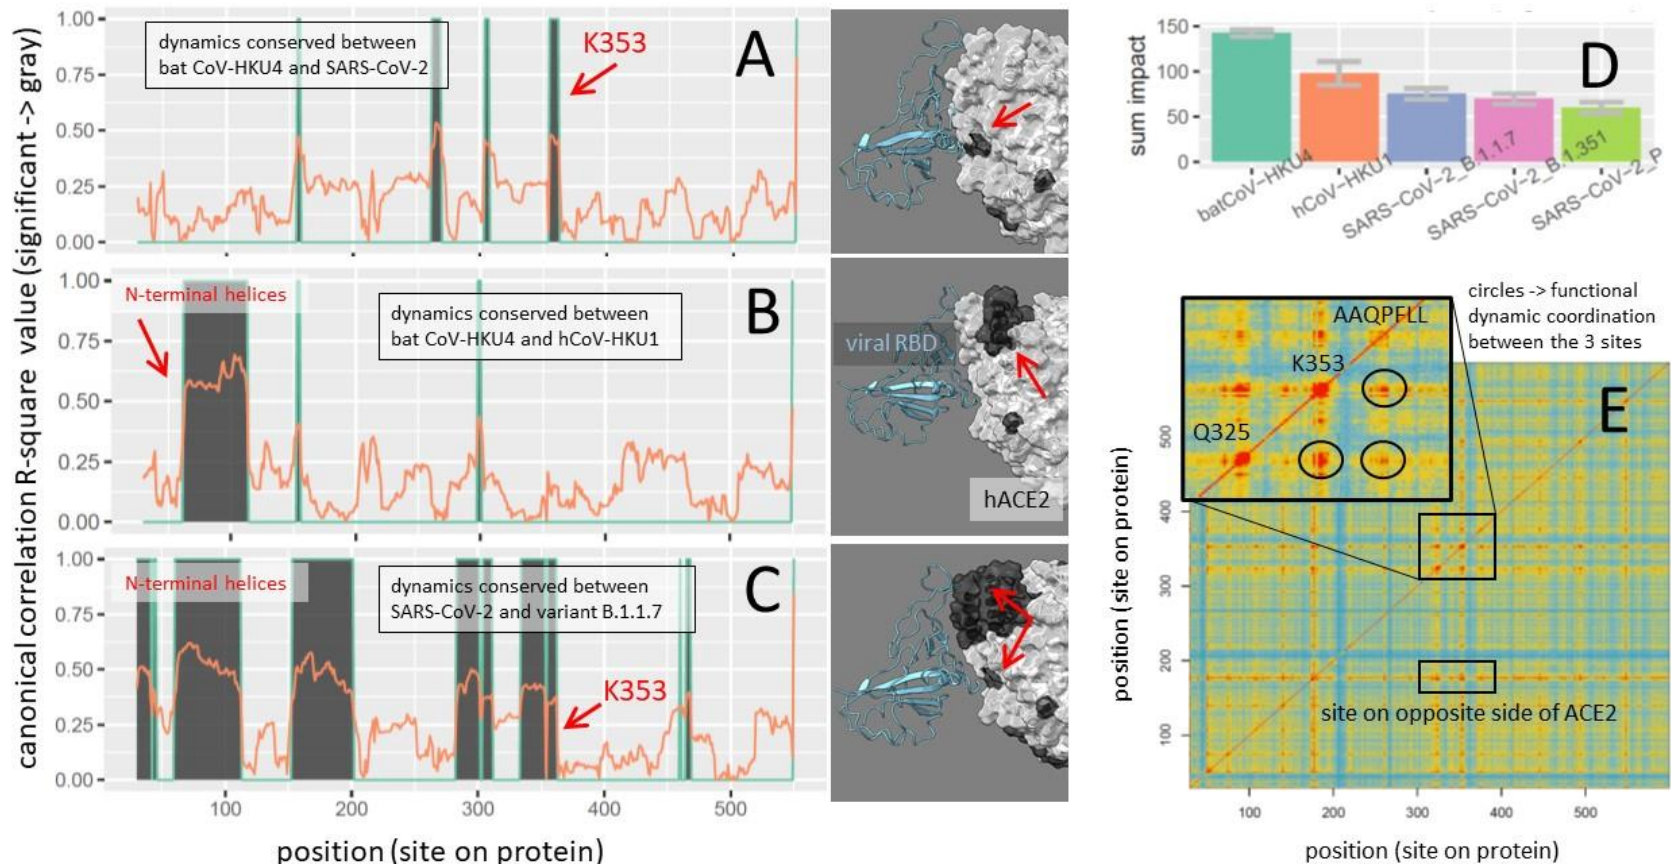 canonical correlation R-square value (significant -> gray)
1.00
0.75
0.50
0.25
0.00
dynamics conserved between
bat CoV-HKU4 and SARS-CoV-2
K353
A
1.00
0.75
0.50
0.25
0.00
N-terminal helices
dynamics conserved between
bat CoV-HKU4 and hCoV-HKU1
B
viral RBD
hACE2
1.00
0.75
0.50
0.25
0.00
N-terminal helices
dynamics conserved between
SARS-CoV-2 and variant B.1.1.7
C
K353
100 200 300 400 500
position (site on protein)
sum impact
150
100
50
0
D
batCoV-HKU4
hCoV-HKU1
SARS-CoV-2_B.1.1.7
SARS-CoV-2_B.1.351
SARS-CoV-2_P
circles -> functional
dynamic coordination
between the 3 sites
AAQPFLL
K353
Q325
E
position (site on protein)
500
400
300
200
100
site on opposite side of ACE2
100 200 300 400 500
position (site on protein)